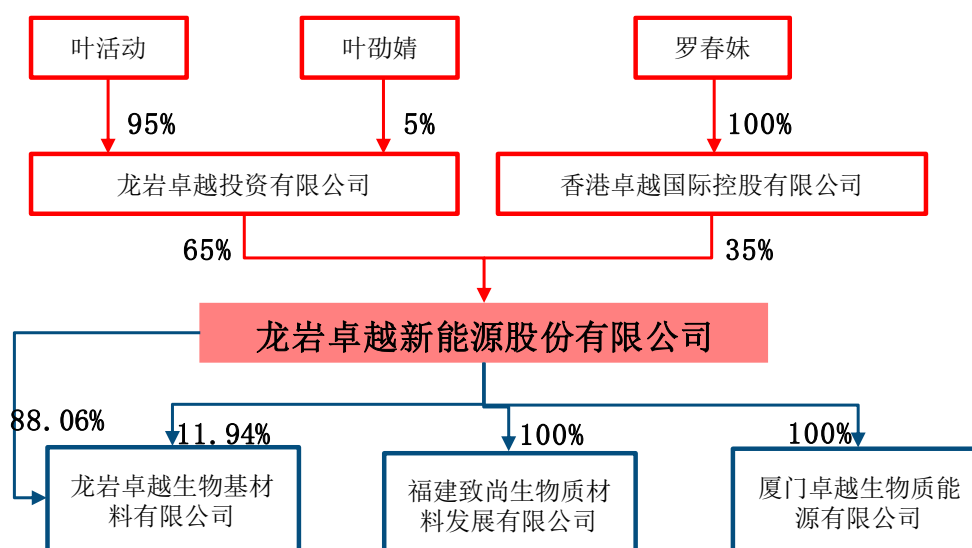 叶活动
叶劭婧
罗春妹
95%
5%
100%
龙岩卓越投资有限公司
香港卓越国际控股有限公司
65%
35%
龙岩卓越新能源股份有限公司
88.06%
11.94%
100%
100%
龙岩卓越生物基材
料有限公司
福建致尚生物质材
料发展有限公司
厦门卓越生物质能
源有限公司